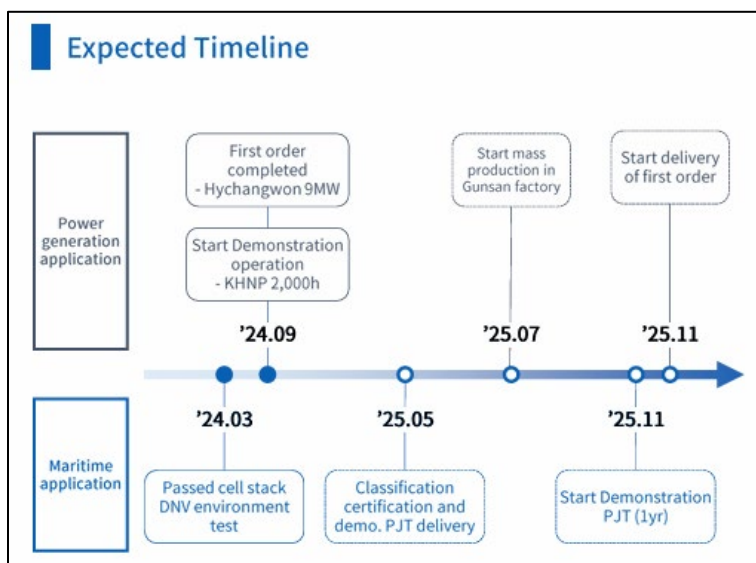 Expected Timeline
Power
generation
application
First order
completed
- Hychangwon 9MW
Start Demonstration
operation
- KHNP 2,000h
Start mass
production in
Gunsan factory
Start delivery
of first order
'24.09
'25.07
'25.11
'24.03
'25.05
'25.11
Maritime
application
Passed cell stack
DNV environment
test
Classification
certification and
demo. PJT delivery
Start Demonstration
PJT (1yr)